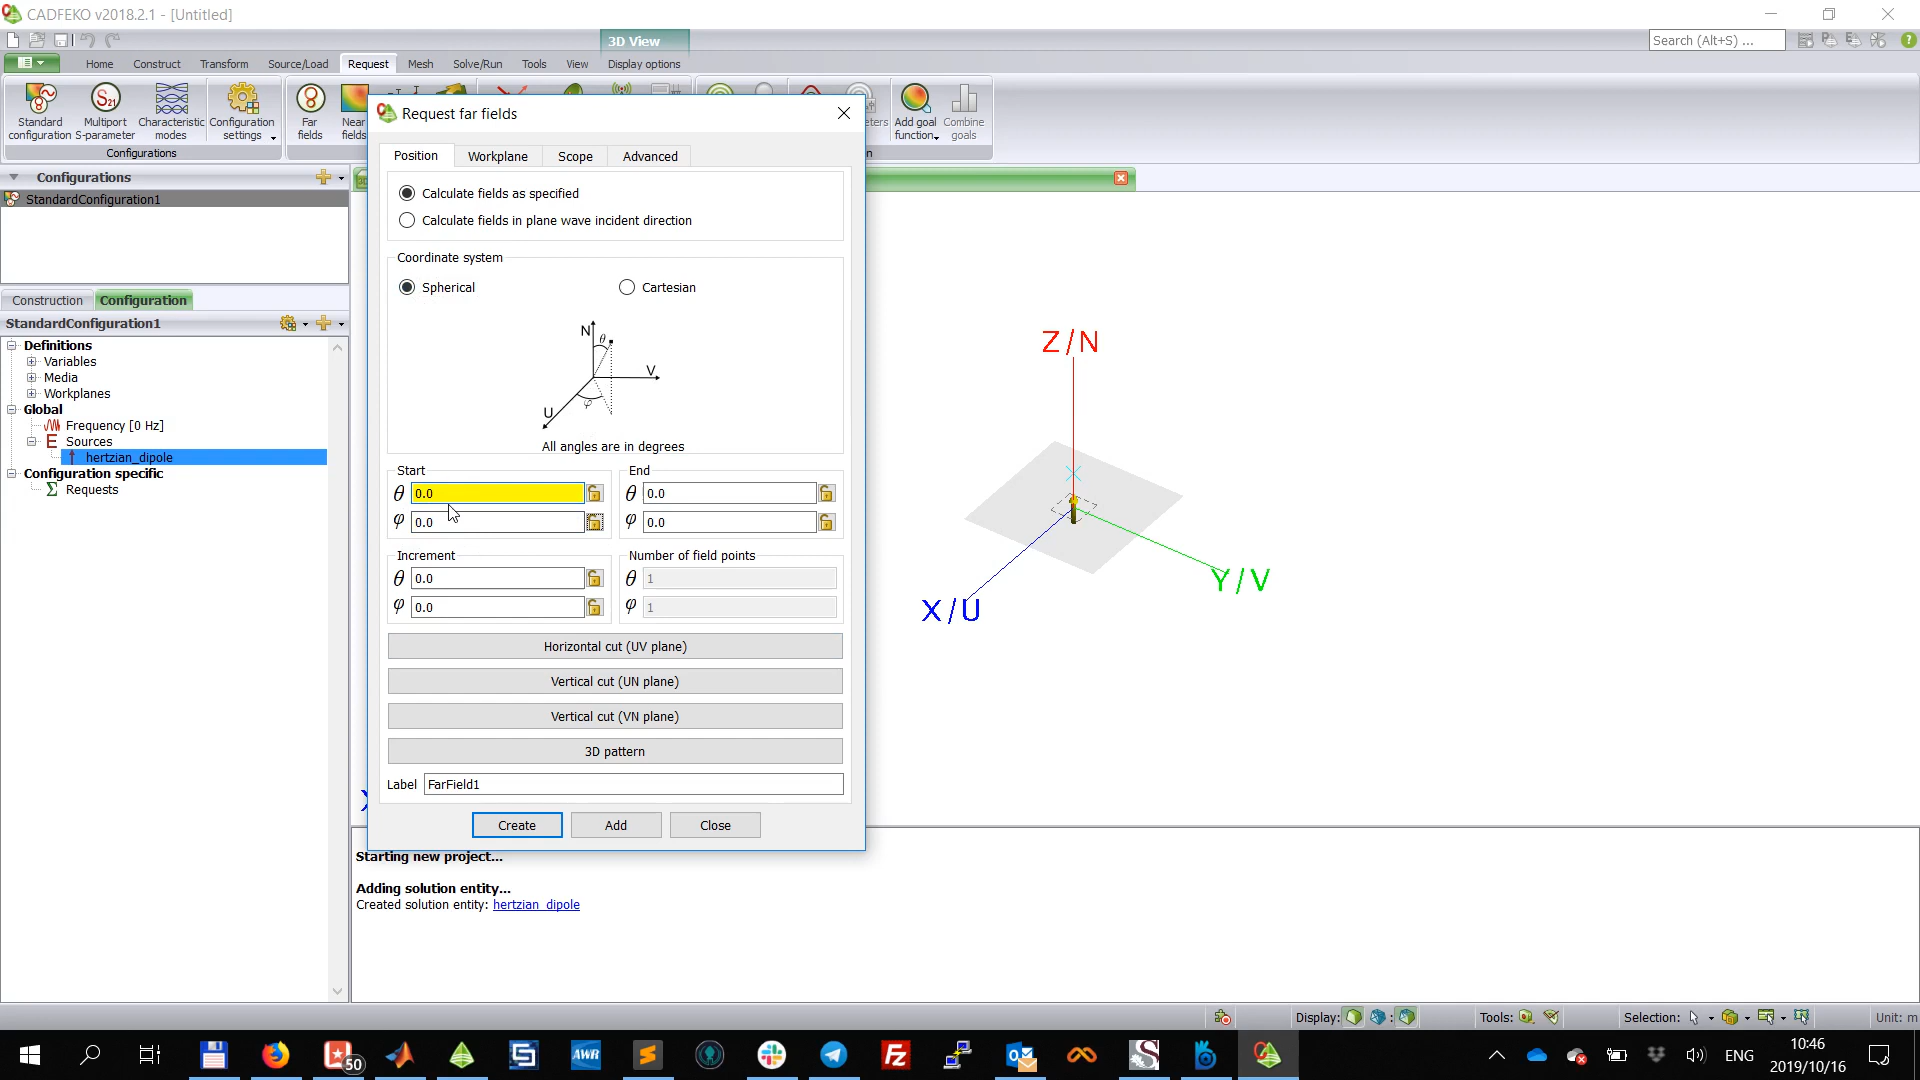 CADFEKO v2018.2.1 - [Untitled]
3D View
Search (Alt+S) ...
Home Construct Transform Source/Load Request Mesh Solve/Run Tools View Display options
Standard configuration
Multiport S-parameter
Characteristic modes
Configuration settings
Far fields
Near fields
Add goal function
Combine goals
Configurations
Configurations
StandardConfiguration1
Construction Configuration
StandardConfiguration1
Definitions
Variables
Media
Workplanes
Global
Frequency [0 Hz]
Sources
hertzian_dipole
Configuration specific
Requests
Request far fields
Position Workplane Scope Advanced
Calculate fields as specified
Calculate fields in plane wave incident direction
Coordinate system
Spherical Cartesian
N
θ
V
U
φ
All angles are in degrees
Start End
θ 0.0 θ 0.0
φ 0.0 φ 0.0
Increment Number of field points
θ 0.0 θ 1
φ 0.0 φ 1
Horizontal cut (UV plane)
Vertical cut (UN plane)
Vertical cut (VN plane)
3D pattern
Label FarField1
Create Add Close
Z/N
Y/V
X/U
Starting new project...
Adding solution entity...
Created solution entity: hertzian_dipole
Display: Tools: Selection: Unit: m
50
ENG
10:46
2019/10/16